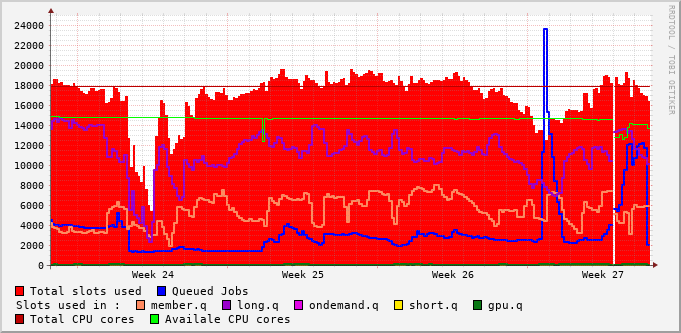 RRDTOOL / TOBI OETIKER
24000
22000
20000
18000
16000
14000
12000
10000
8000
6000
4000
2000
0
Week 24 Week 25 Week 26 Week 27
Total slots used Queued Jobs
Slots used in : member.q long.q ondemand.q short.q gpu.q
Total CPU cores Availale CPU cores